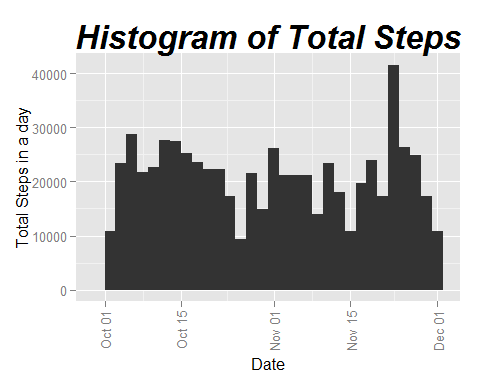 Histogram of Total Steps
Total Steps in a day
40000
30000
20000
10000
0
Oct 01
Oct 15
Nov 01
Nov 15
Dec 01
Date